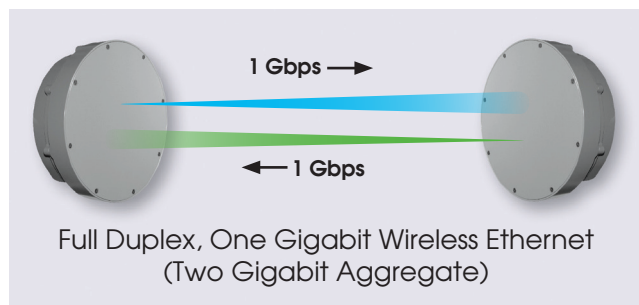 1 Gbps
1 Gbps
Full Duplex, One Gigabit Wireless Ethernet
(Two Gigabit Aggregate)